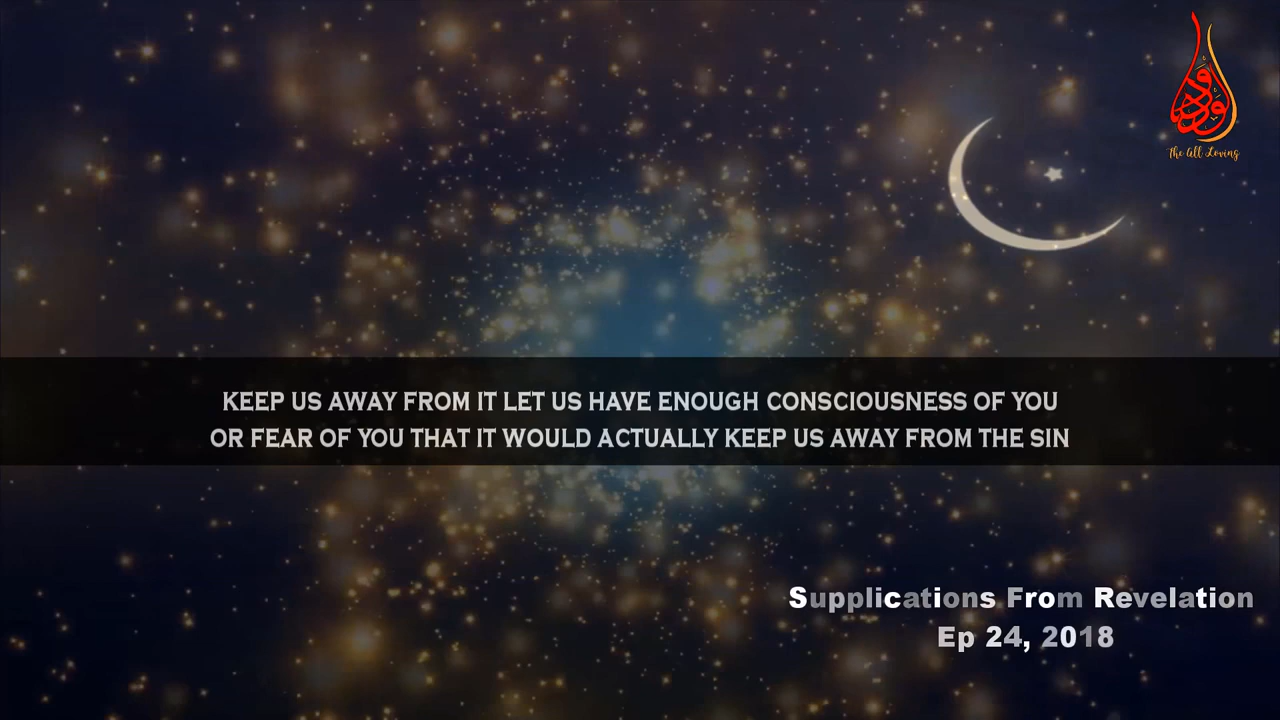 الودود
The All Loving
KEEP US AWAY FROM IT LET US HAVE ENOUGH CONSCIOUSNESS OF YOU
OR FEAR OF YOU THAT IT WOULD ACTUALLY KEEP US AWAY FROM THE SIN
Supplications From Revelation
Ep 24, 2018